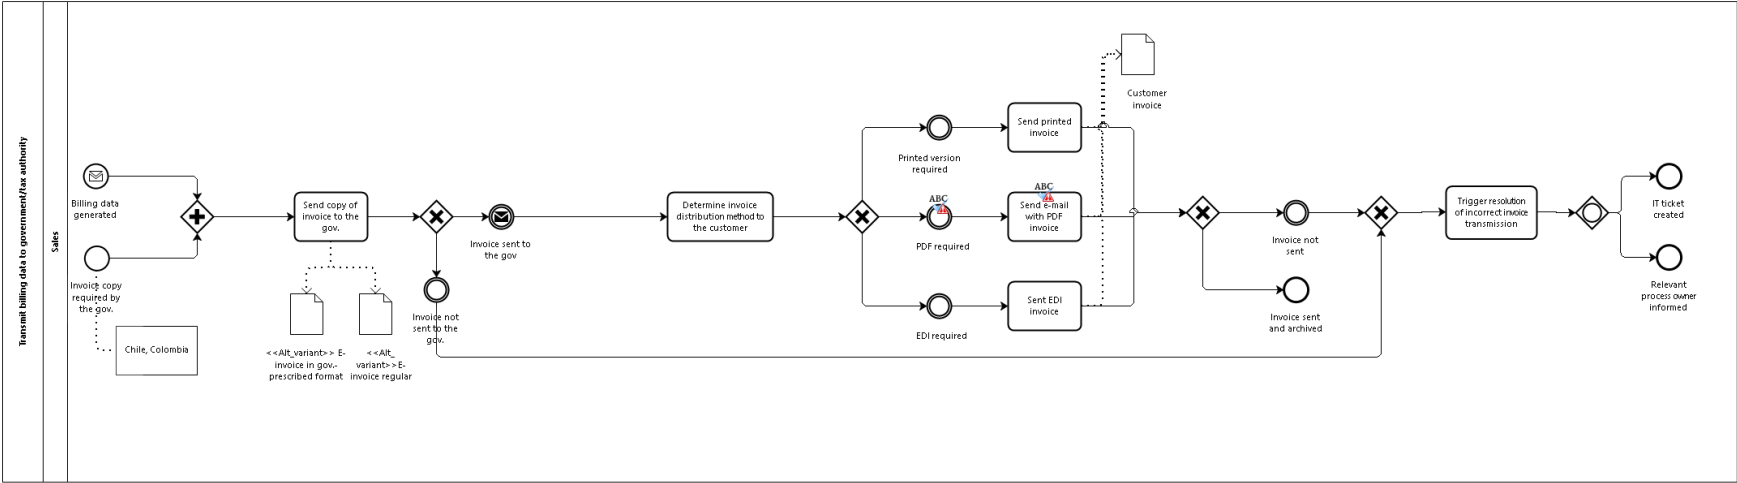 Transmit billing data to government/tax authority
Sales
Billing data
generated
Invoice copy
required by
the gov.
Chile, Colombia
Send copy of
invoice to the
gov.
<<Alt_variant>> E-
invoice in gov.-
prescribed format
<<Alt_
variant>>E-
invoice regular
Invoice sent to
the gov
Invoice not
sent to the
gov.
Determine invoice
distribution method to
the customer
Printed version
required
ABC
PDF required
EDI required
Send printed
invoice
ABC
Send e-mail
with PDF
invoice
Sent EDI
invoice
Customer
invoice
Invoice not
sent
Invoice sent
and archived
Trigger resolution
of incorrect invoice
transmission
IT ticket
created
Relevant
process owner
informed